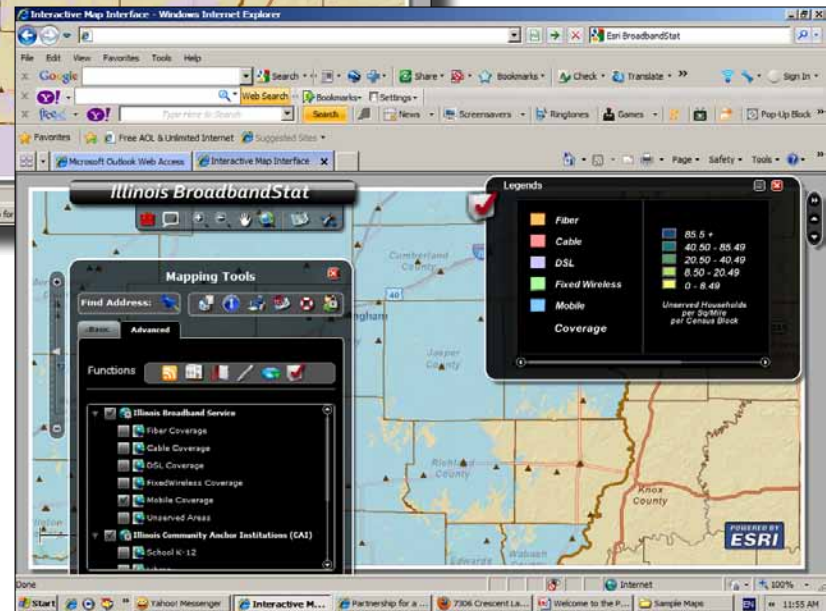 Interactive Map Interface - Windows Internet Explorer
Esri BroadbandStat
File Edit View Favorites Tools Help
Google Search Share Bookmarks Check Translate Sign In
Web Search Bookmarks Settings
Type Here to Search Search News Screensavers Ringtones Games Pop-Up Block
Favorites Free AOL & Unlimited Internet Suggested Sites
Microsoft Outlook Web Access Interactive Map Interface Page Safety Tools
Illinois BroadbandStat
Legends
Fiber
Cable
DSL
Fixed Wireless
Mobile
Coverage
85.5 +
40.50 - 85.49
20.50 - 40.49
8.50 - 20.49
0 - 8.49
Unserved Households
per Sq/Mile
per Census Block
Mapping Tools
Find Address:
Basic Advanced
Functions
Illinois Broadband Service
Fiber Coverage
Cable Coverage
DSL Coverage
FixedWireless Coverage
Mobile Coverage
Unserved Areas
Illinois Community Anchor Institutions (CAI)
School K-12
Cumberland
County
40
Jasper
County
Richland
County
Knox
County
Edwards
Wabash
County
POWERED BY
ESRI
Done Internet 100%
Start Yahoo! Messenger Interactive M... Partnership for a ... 7306 Crescent La... Welcome to the P... Sample Maps EN 11:55 AM